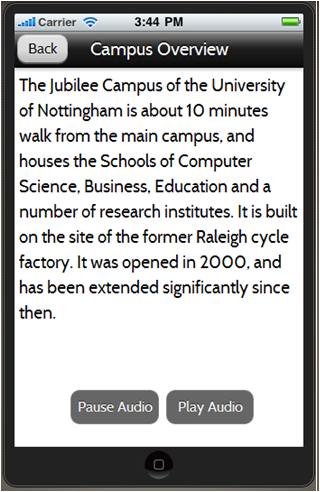 Carrier 3:44 PM
Back Campus Overview
The Jubilee Campus of the University
of Nottingham is about 10 minutes
walk from the main campus, and
houses the Schools of Computer
Science, Business, Education and a
number of research institutes. It is built
on the site of the former Raleigh cycle
factory. It was opened in 2000, and
has been extended significantly since
then.
Pause Audio Play Audio